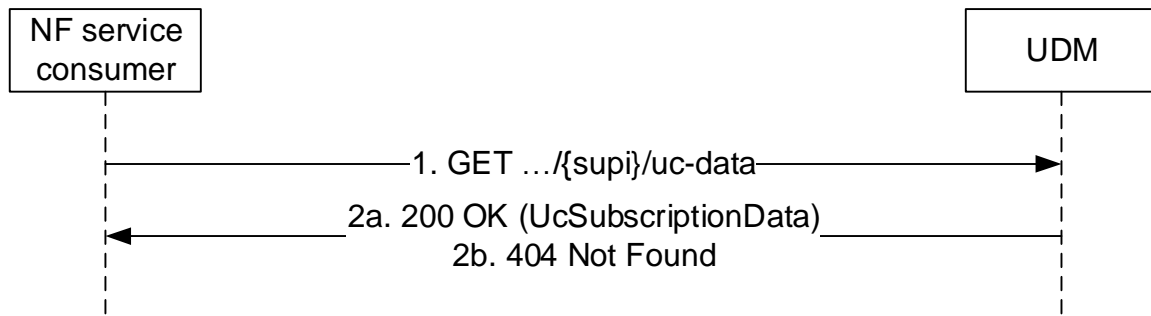 NF service
consumer
UDM
1. GET …/{supi}/uc-data
2a. 200 OK (UcSubscriptionData)
2b. 404 Not Found